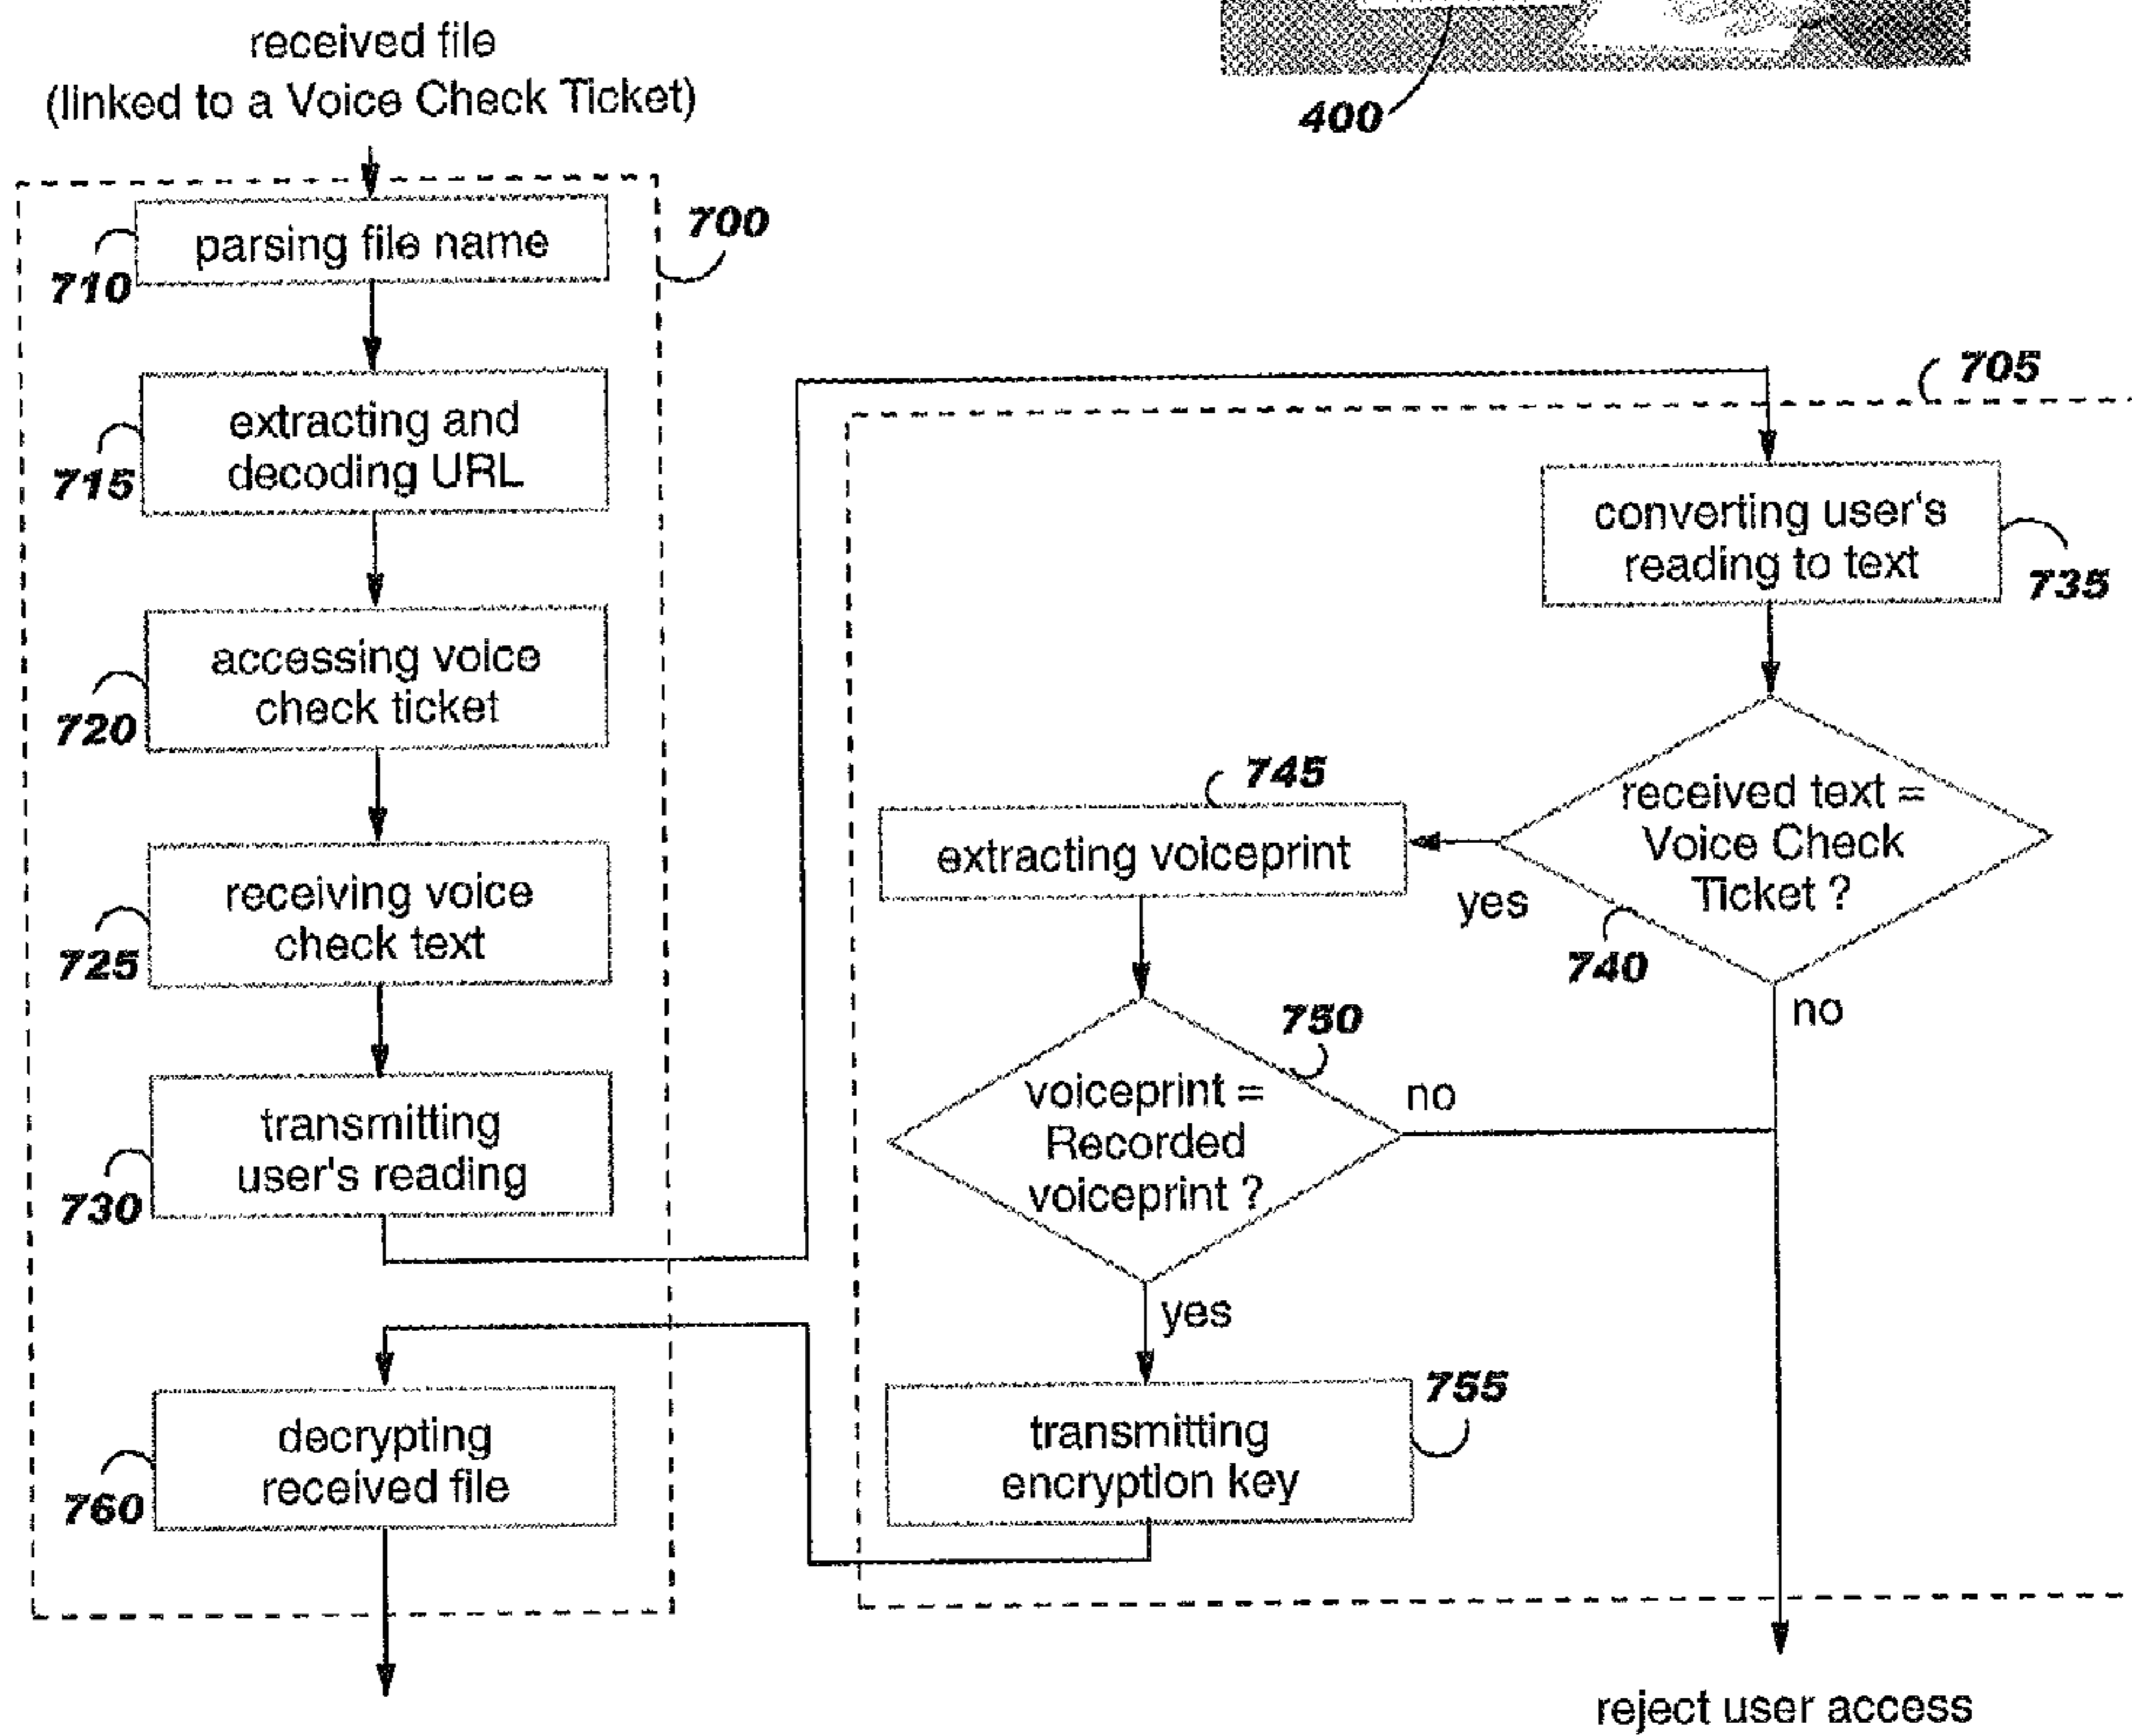 received file
(linked to a Voice Check Ticket)
400
700
parsing file name
710
extracting and
decoding URL
715
accessing voice
check ticket
720
receiving voice
check text
725
transmitting
user's reading
730
705
converting user's
reading to text
735
received text =
Voice Check
Ticket ?
740
yes
no
745
extracting voiceprint
750
voiceprint =
Recorded
voiceprint ?
no
yes
755
transmitting
encryption key
decrypting
received file
760
reject user access